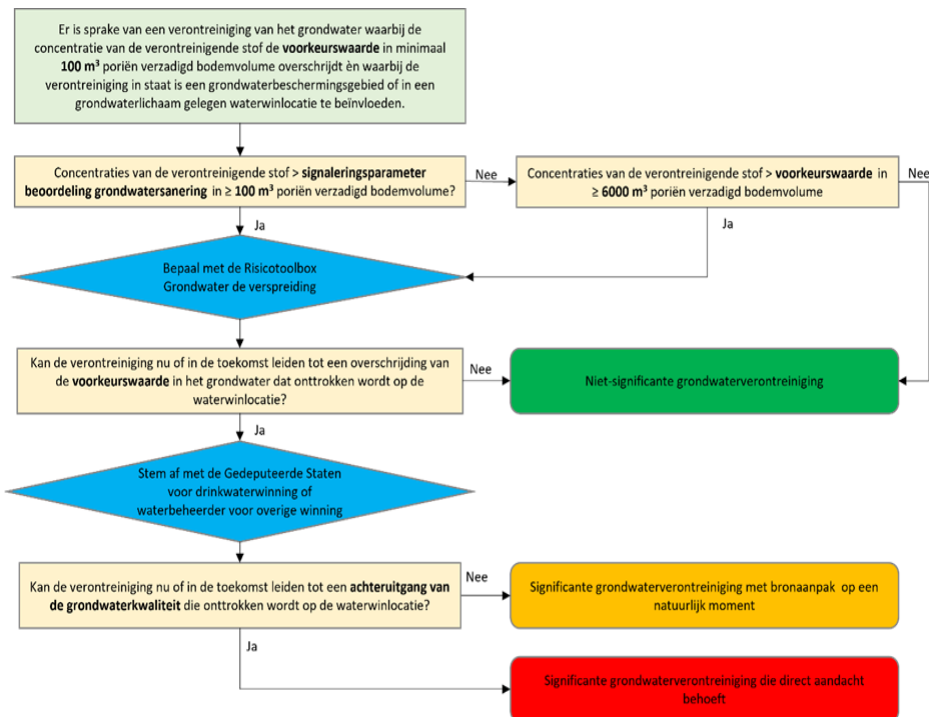 Er is sprake van een verontreiniging van het grondwater waarbij de
concentratie van de verontreinigende stof de voorkeurswaarde in minimaal
100 m³ poriën verzadigd bodemvolume overschrijdt èn waarbij de
verontreiniging in staat is een grondwaterbeschermingsgebied of in een
grondwaterlichaam gelegen waterwinlocatie te beïnvloeden.
Concentraties van de verontreinigende stof > signaleringsparameter
beoordeling grondwatersanering in ≥ 100 m³ poriën verzadigd bodemvolume?
Nee
Concentraties van de verontreinigende stof > voorkeurswaarde in
≥ 6000 m³ poriën verzadigd bodemvolume
Nee
Ja
Ja
Bepaal met de Risicotoolbox
Grondwater de verspreiding
Kan de verontreiniging nu of in de toekomst leiden tot een overschrijding van
de voorkeurswaarde in het grondwater dat onttrokken wordt op de
waterwinlocatie?
Nee
Niet-significante grondwaterverontreiniging
Ja
Stem af met de Gedeputeerde Staten
voor drinkwaterwinning of
waterbeheerder voor overige winning
Kan de verontreiniging nu of in de toekomst leiden tot een achteruitgang van
de grondwaterkwaliteit die onttrokken wordt op de waterwinlocatie?
Nee
Significante grondwaterverontreiniging met bronaanpak op een
natuurlijk moment
Ja
Significante grondwaterverontreiniging die direct aandacht
behoeft